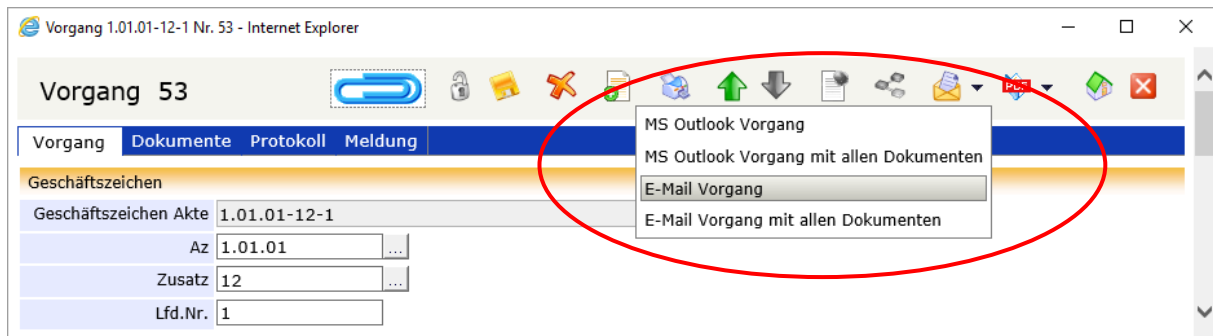 Vorgang 1.01.01-12-1 Nr. 53 - Internet Explorer
Vorgang 53
PDF
MS Outlook Vorgang
MS Outlook Vorgang mit allen Dokumenten
E-Mail Vorgang
E-Mail Vorgang mit allen Dokumenten
Vorgang Dokumente Protokoll Meldung
Geschäftszeichen
Geschäftszeichen Akte 1.01.01-12-1
Az 1.01.01 ...
Zusatz 12 ...
Lfd.Nr. 1